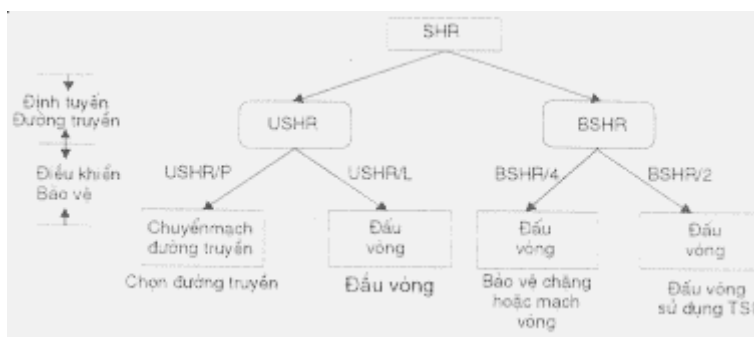 SHR
Định tuyến
Đường truyền
USHR
BSHR
Điều khiển
Bảo vệ
USHR/P
USHR/L
BSHR/4
BSHR/2
Chuyểnmạch
đường truyền
Đấu
vòng
Đấu
vòng
Đấu
vòng
Chọn đường truyền
Đấu vòng
Bảo vệ chặng
hoặc mạch
vòng
Đấu vòng
sử dụng